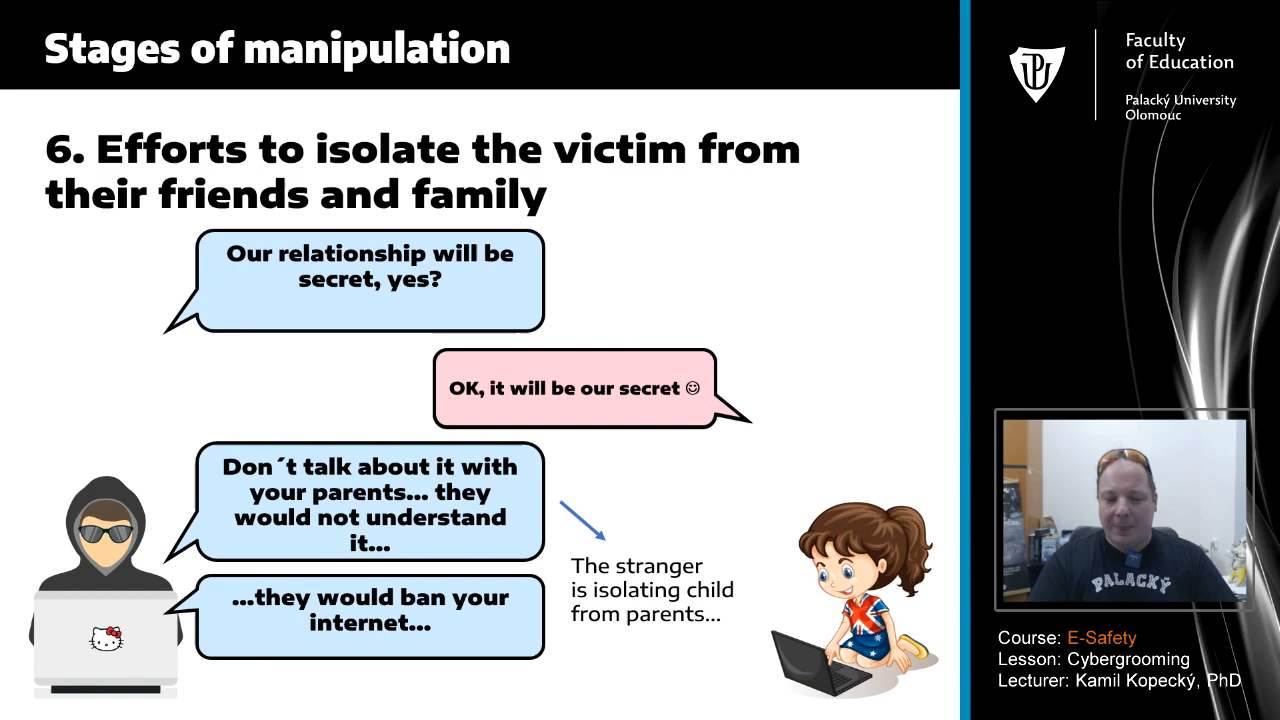 Stages of manipulation
6. Efforts to isolate the victim from
their friends and family
Our relationship will be
secret, yes?
OK, it will be our secret ☺
Don´t talk about it with
your parents... they
would not understand
it...
...they would ban your
internet...
The stranger
is isolating child
from parents...
Faculty
of Education
Palacký University
Olomouc
PALACKÝ
Course: E-Safety
Lesson: Cybergrooming
Lecturer: Kamil Kopecký, PhD